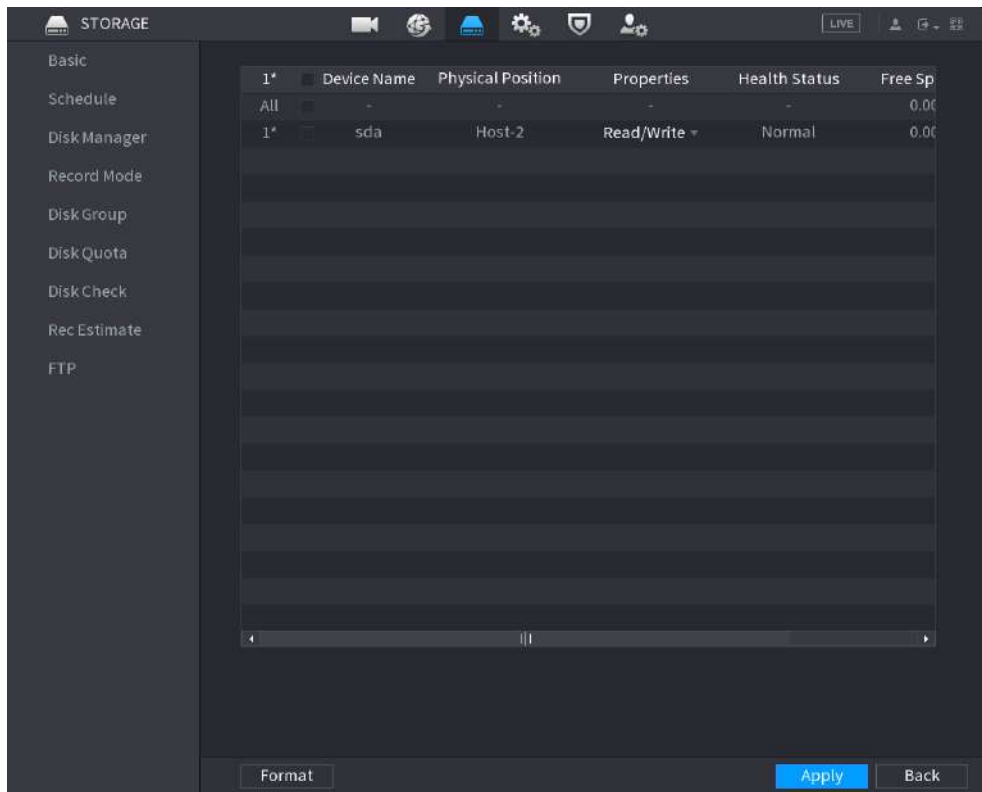 STORAGE LIVE
Basic
Schedule
Disk Manager
Record Mode
Disk Group
Disk Quota
Disk Check
Rec Estimate
FTP
1* Device Name Physical Position Properties Health Status Free Sp
All - - - - 0.00
1* sda Host-2 Read/Write Normal 0.00
Format Apply Back